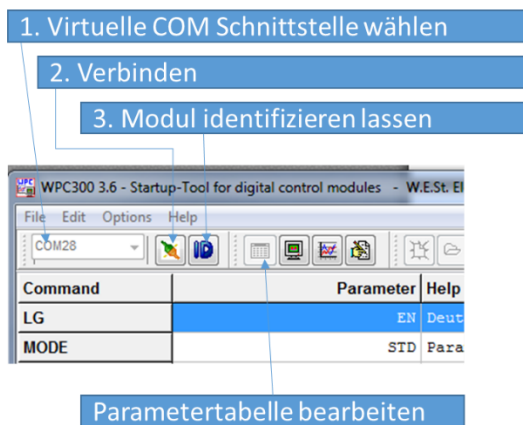 1. Virtuelle COM Schnittstelle wählen
2. Verbinden
3. Modul identifizieren lassen
WPC300 3.6 - Startup-Tool for digital control modules - W.E.St. El
File Edit Options Help
COM28 ID
Command Parameter Help
LG EN Deut
MODE STD Para
Parametertabelle bearbeiten